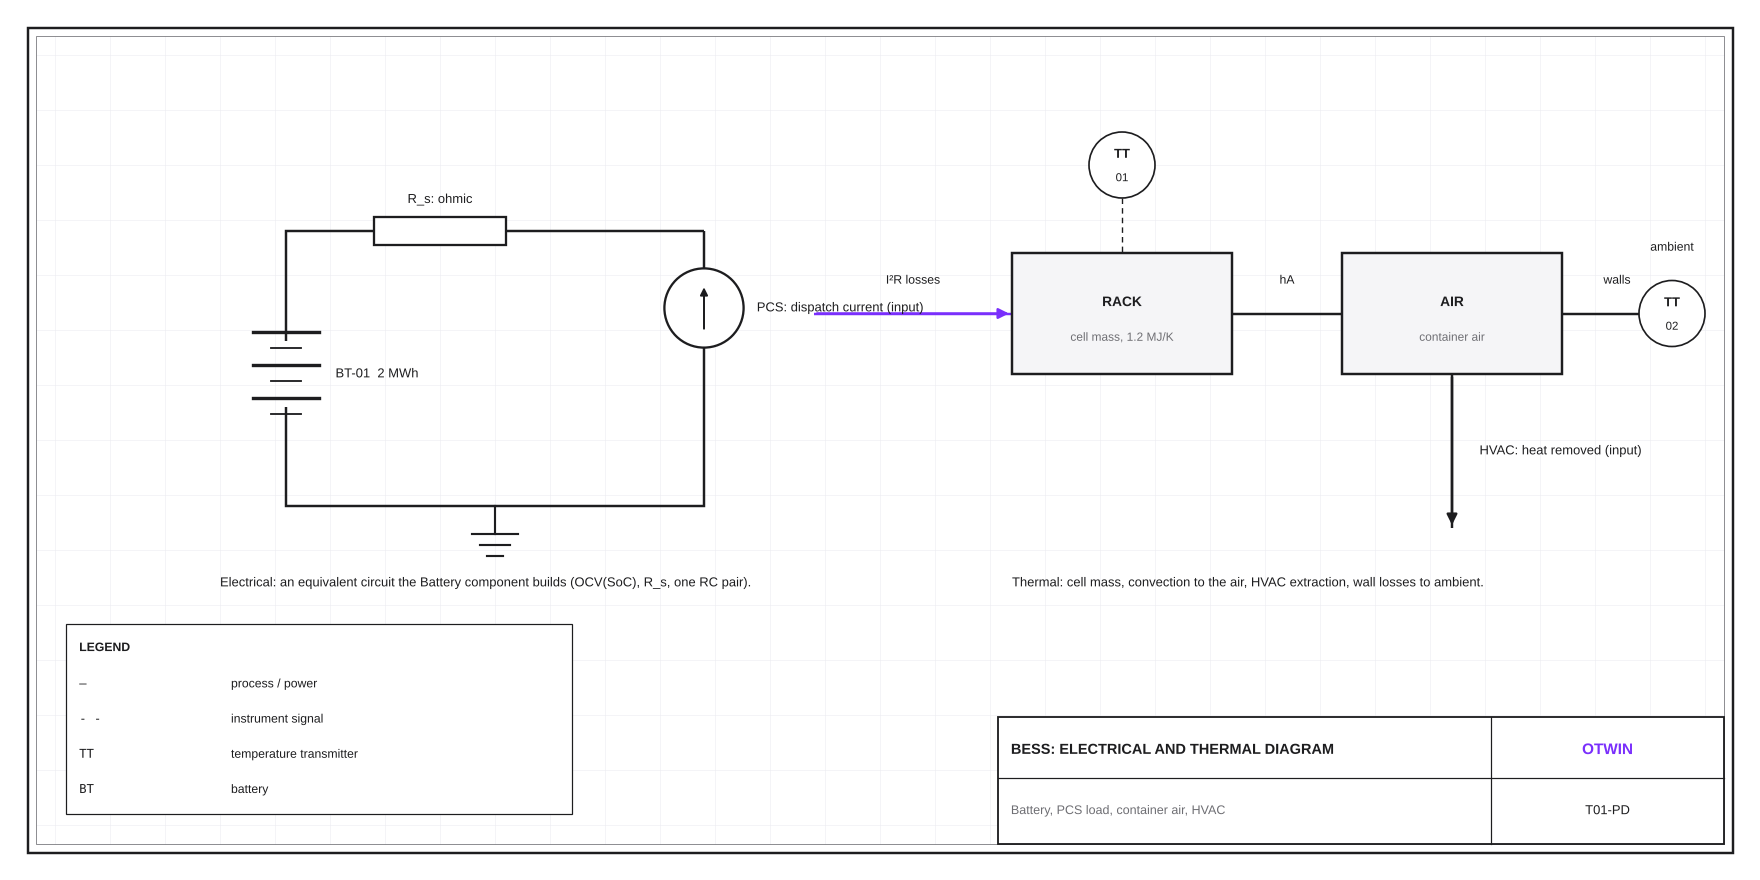 TT
01
R_s: ohmic
ambient
I²R losses
hA
walls
PCS: dispatch current (input)
RACK
cell mass, 1.2 MJ/K
AIR
container air
TT
02
BT-01  2 MWh
HVAC: heat removed (input)
Electrical: an equivalent circuit the Battery component builds (OCV(SoC), R_s, one RC pair).
Thermal: cell mass, convection to the air, HVAC extraction, wall losses to ambient.
LEGEND
— process / power
- - instrument signal
TT temperature transmitter
BT battery
BESS: ELECTRICAL AND THERMAL DIAGRAM
OTWIN
Battery, PCS load, container air, HVAC
T01-PD